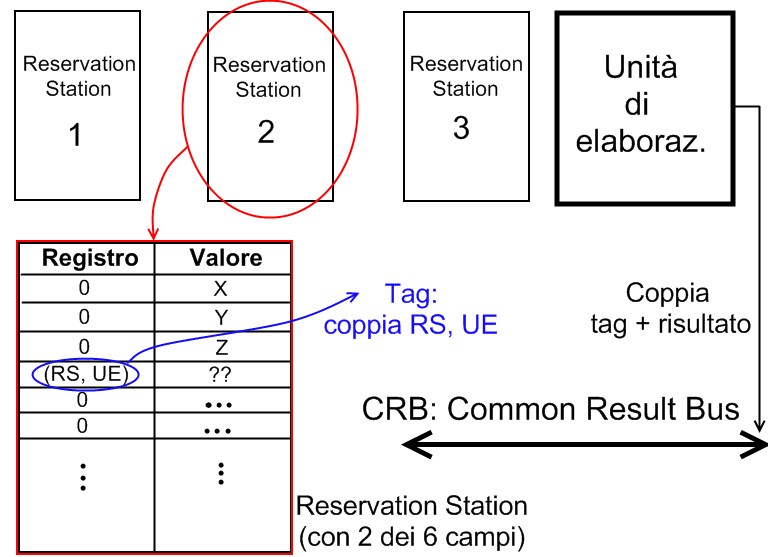 Reservation
Station
1
Reservation
Station
2
Reservation
Station
3
Unità
di
elaboraz.
Registro Valore
0 X
0 Y
0 Z
(RS, UE) ??
0 ...
0 ...
⋮ ⋮
Tag:
coppia RS, UE
Coppia
tag + risultato
CRB: Common Result Bus
Reservation Station
(con 2 dei 6 campi)